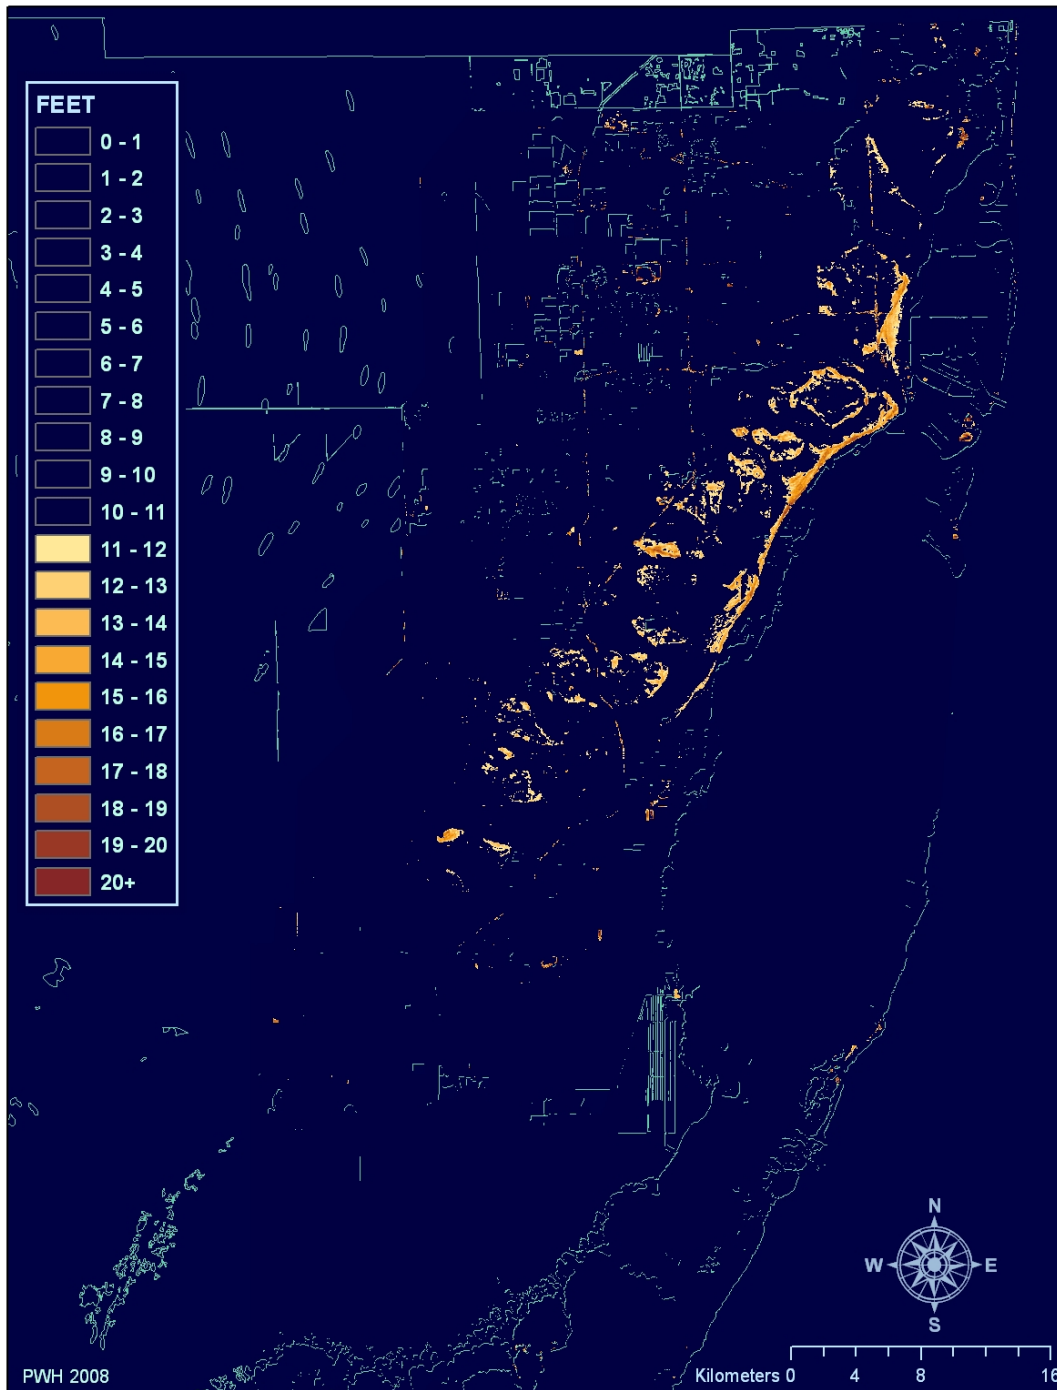 FEET
0 - 1
1 - 2
2 - 3
3 - 4
4 - 5
5 - 6
6 - 7
7 - 8
8 - 9
9 - 10
10 - 11
11 - 12
12 - 13
13 - 14
14 - 15
15 - 16
16 - 17
17 - 18
18 - 19
19 - 20
20+
N
W E
S
PWH 2008
Kilometers 0 4 8 16